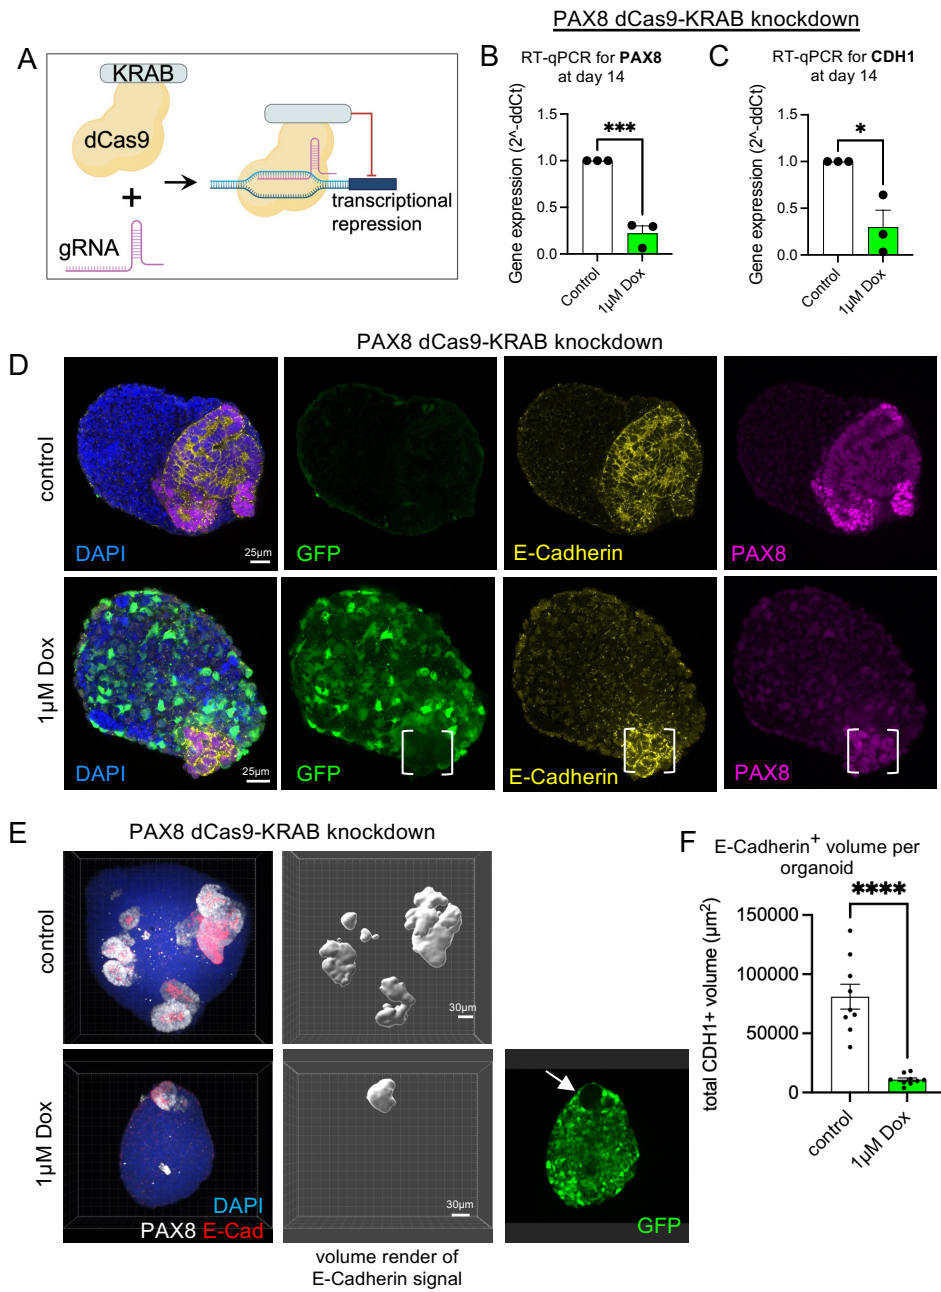 PAX8 dCas9-KRAB knockdown
A
KRAB
dCas9
+
gRNA
transcriptional
repression
B
RT-qPCR for PAX8
at day 14
Gene expression (2^-ddCt)
1.5
1.0
0.5
0.0
***
Control
1µM Dox
C
RT-qPCR for CDH1
at day 14
Gene expression (2^-ddCt)
1.5
1.0
0.5
0.0
*
Control
1µM Dox
D
PAX8 dCas9-KRAB knockdown
control
DAPI
25µm
GFP
E-Cadherin
PAX8
1µM Dox
DAPI
25µm
GFP
E-Cadherin
PAX8
E
PAX8 dCas9-KRAB knockdown
control
30µm
1µM Dox
DAPI
PAX8 E-Cad
30µm
GFP
volume render of
E-Cadherin signal
F
E-Cadherin+ volume per
organoid
total CDH1+ volume (µm2)
150000
100000
50000
0
****
control
1µM Dox